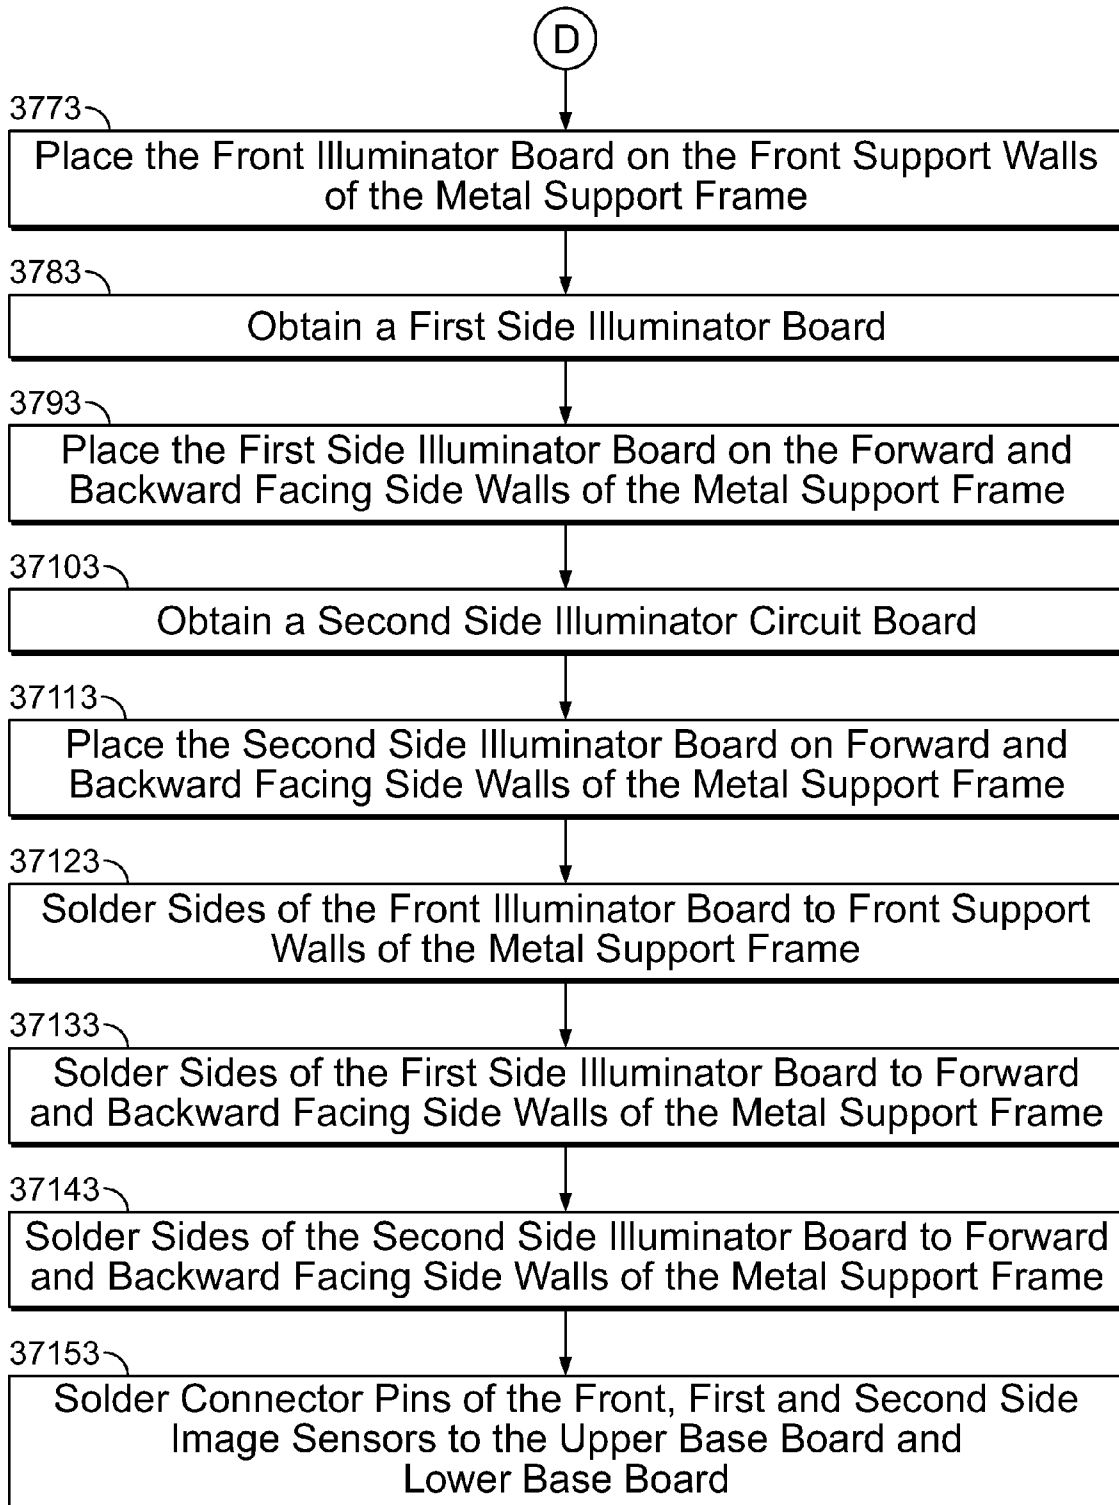 D
3773
Place the Front Illuminator Board on the Front Support Walls
of the Metal Support Frame
3783
Obtain a First Side Illuminator Board
3793
Place the First Side Illuminator Board on the Forward and
Backward Facing Side Walls of the Metal Support Frame
37103
Obtain a Second Side Illuminator Circuit Board
37113
Place the Second Side Illuminator Board on Forward and
Backward Facing Side Walls of the Metal Support Frame
37123
Solder Sides of the Front Illuminator Board to Front Support
Walls of the Metal Support Frame
37133
Solder Sides of the First Side Illuminator Board to Forward
and Backward Facing Side Walls of the Metal Support Frame
37143
Solder Sides of the Second Side Illuminator Board to Forward
and Backward Facing Side Walls of the Metal Support Frame
37153
Solder Connector Pins of the Front, First and Second Side
Image Sensors to the Upper Base Board and
Lower Base Board